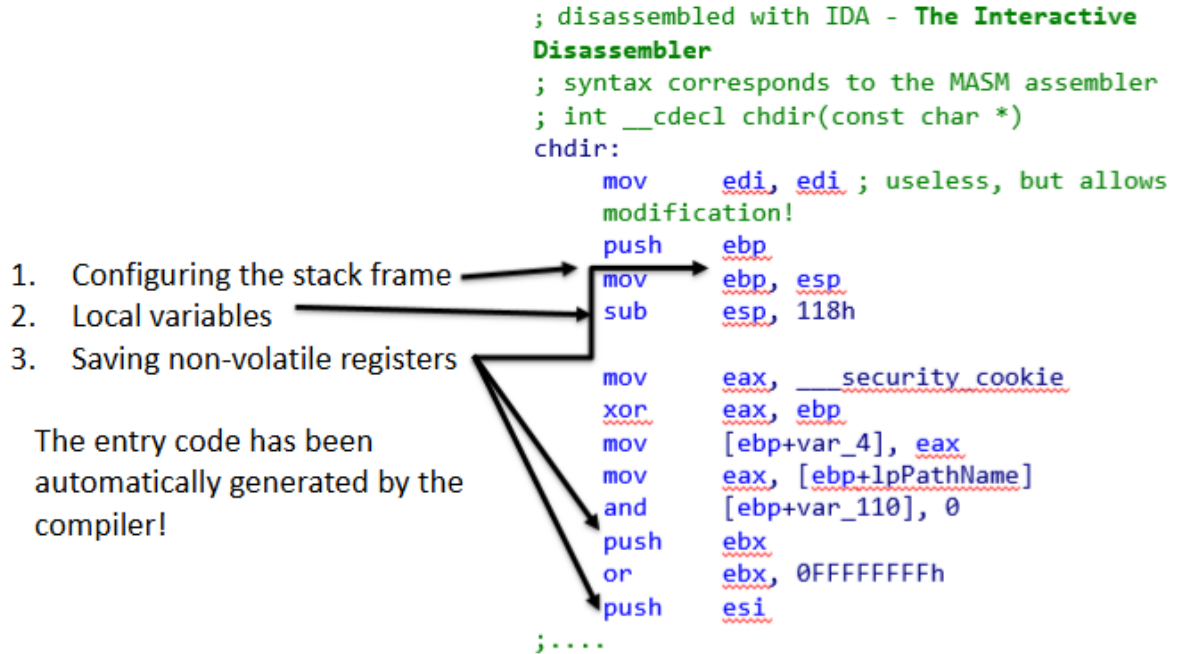 ; disassembled with IDA - The Interactive
Disassembler
; syntax corresponds to the MASM assembler
; int __cdecl chdir(const char *)
chdir:
mov edi, edi ; useless, but allows
modification!
push ebp
mov ebp, esp
sub esp, 118h
mov eax, ___security_cookie
xor eax, ebp
mov [ebp+var_4], eax
mov eax, [ebp+lpPathName]
and [ebp+var_110], 0
push ebx
or ebx, 0FFFFFFFFh
push esi
;....
1. Configuring the stack frame
2. Local variables
3. Saving non-volatile registers
The entry code has been
automatically generated by the
compiler!